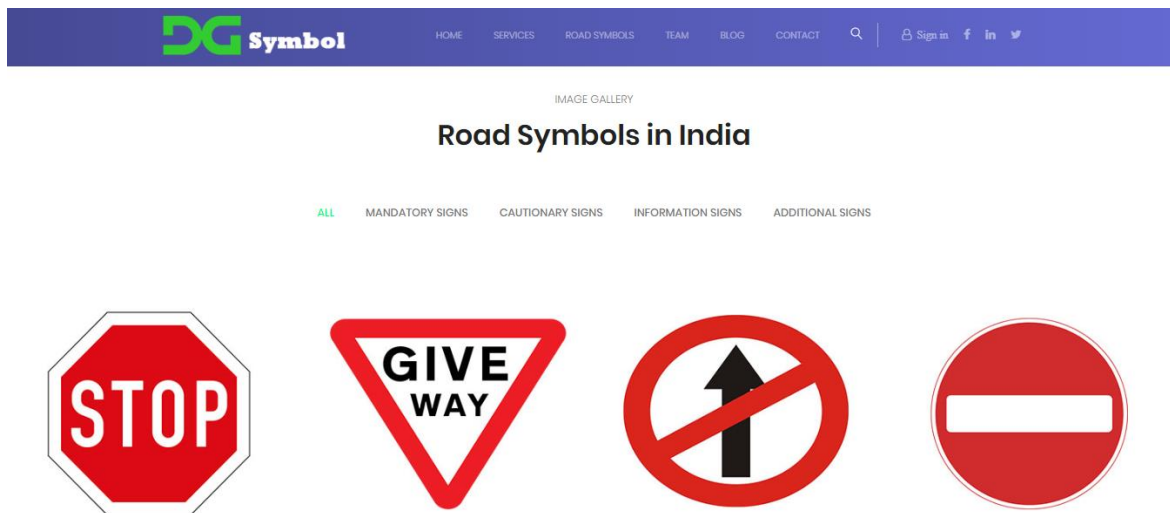 DG Symbol HOME SERVICES ROAD SYMBOLS TEAM BLOG CONTACT Sign in
IMAGE GALLERY
Road Symbols in India
ALL MANDATORY SIGNS CAUTIONARY SIGNS INFORMATION SIGNS ADDITIONAL SIGNS
STOP
GIVE
WAY